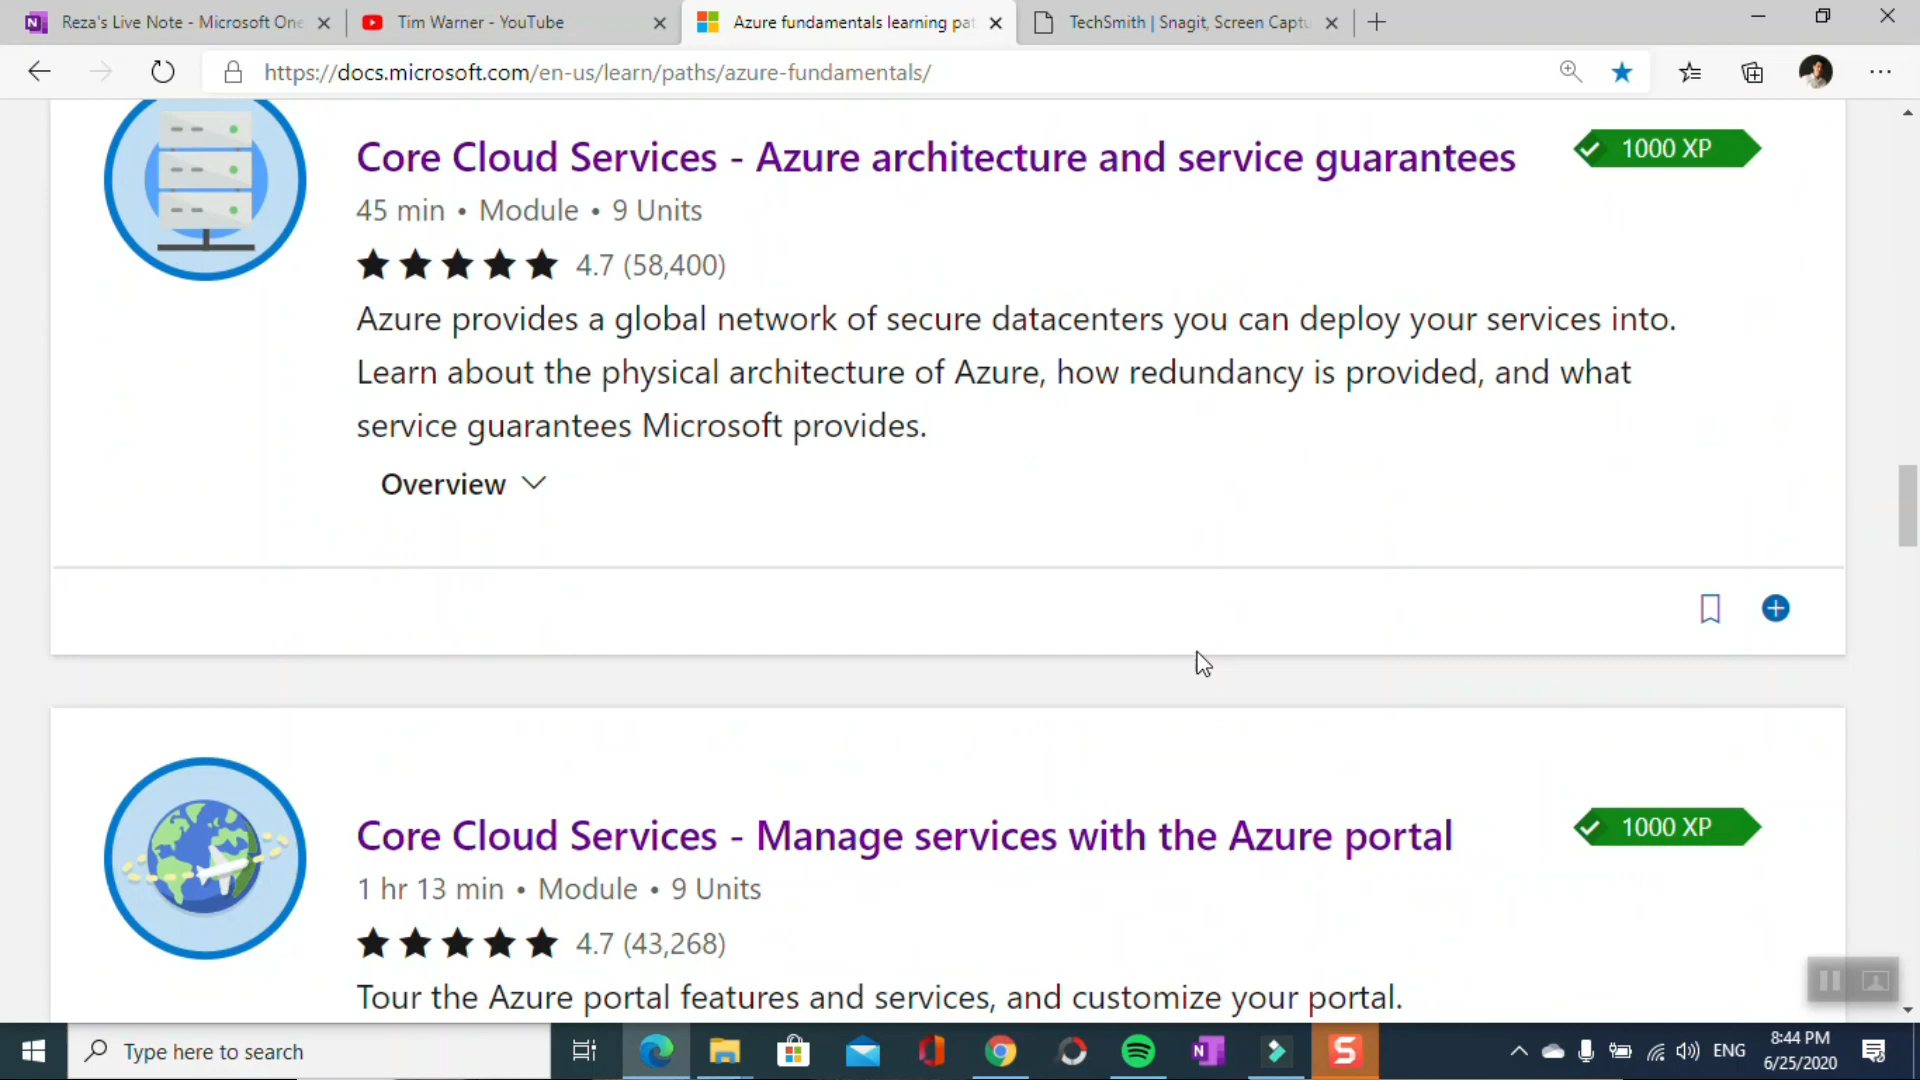 Reza's Live Note - Microsoft One
Tim Warner - YouTube
Azure fundamentals learning pat
TechSmith | Snagit, Screen Captu
https://docs.microsoft.com/en-us/learn/paths/azure-fundamentals/
Core Cloud Services - Azure architecture and service guarantees
1000 XP
45 min • Module • 9 Units
4.7 (58,400)
Azure provides a global network of secure datacenters you can deploy your services into.
Learn about the physical architecture of Azure, how redundancy is provided, and what
service guarantees Microsoft provides.
Overview
Core Cloud Services - Manage services with the Azure portal
1000 XP
1 hr 13 min • Module • 9 Units
4.7 (43,268)
Tour the Azure portal features and services, and customize your portal.
Type here to search
ENG
8:44 PM
6/25/2020